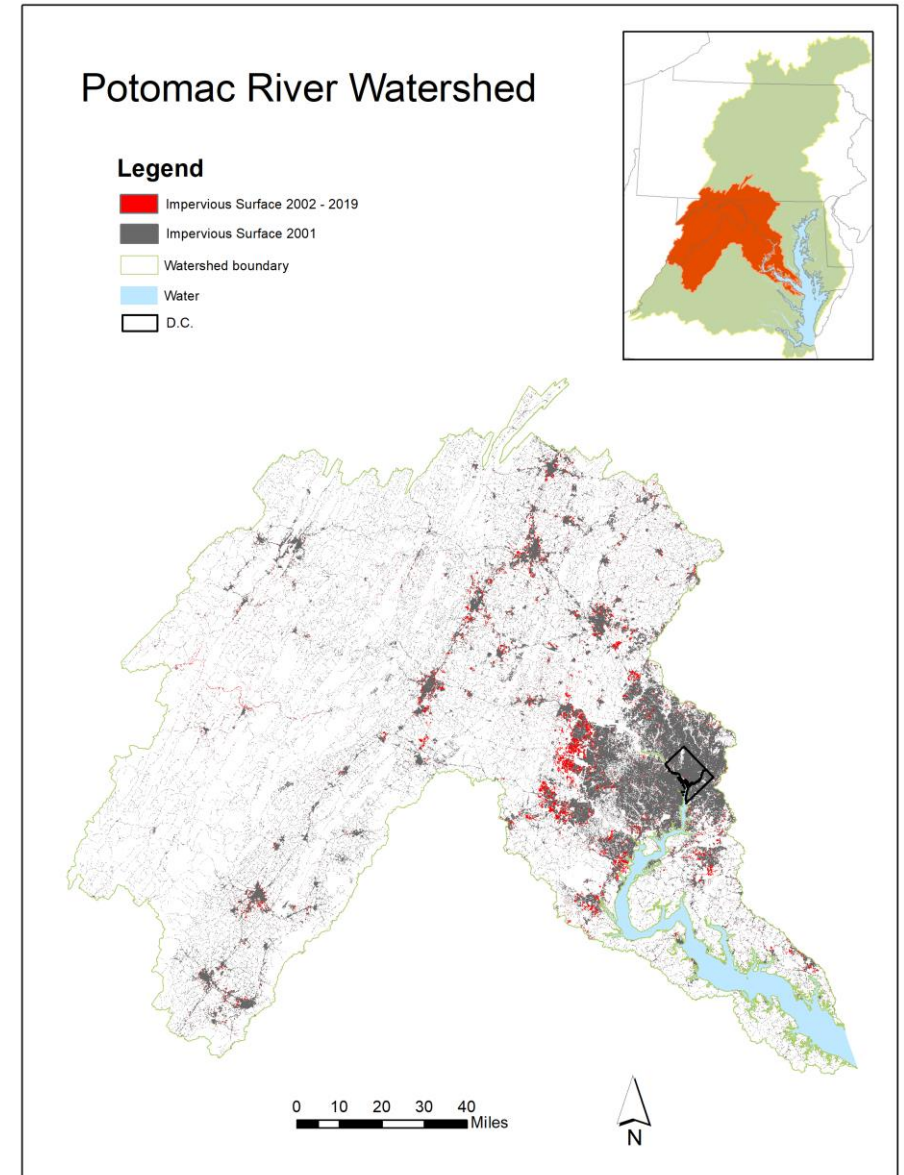 Potomac River Watershed
Legend
Impervious Surface 2002 - 2019
Impervious Surface 2001
Watershed boundary
Water
D.C.
0 10 20 30 40
Miles
N